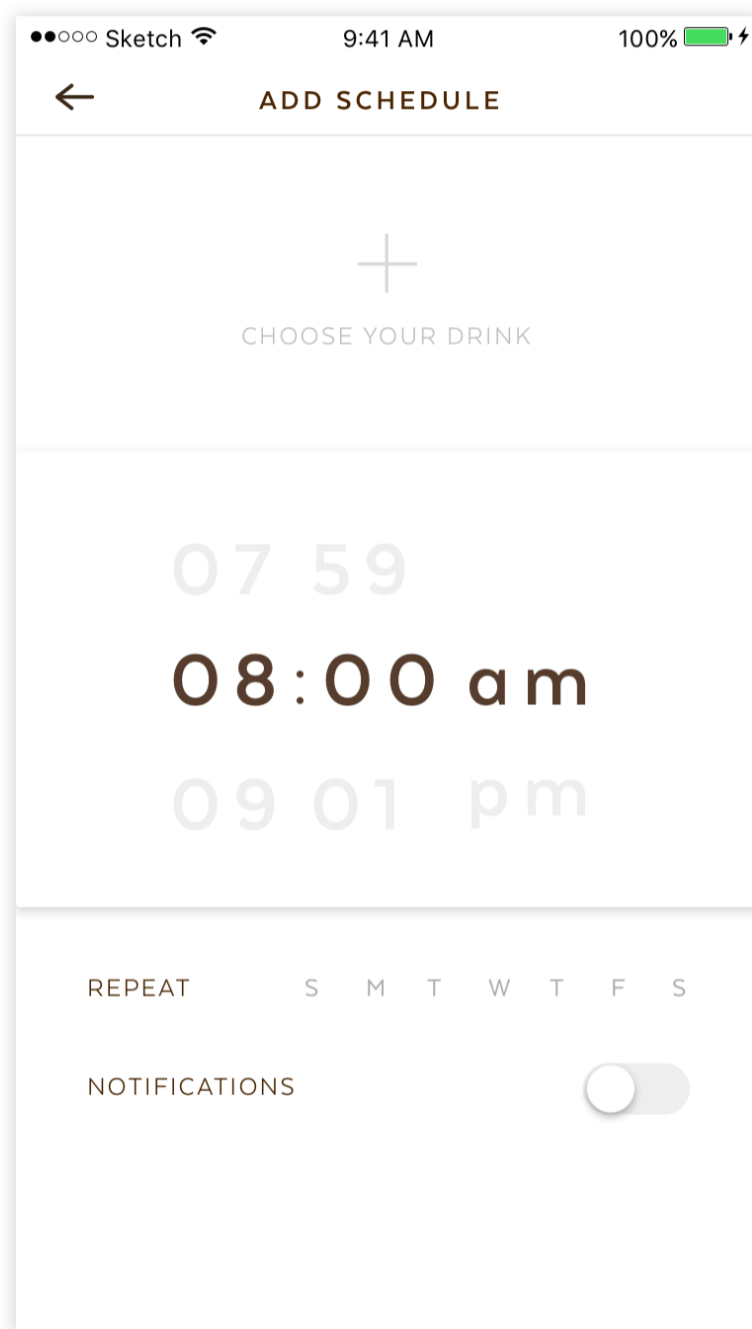 Sketch 9:41 AM 100%
ADD SCHEDULE
CHOOSE YOUR DRINK
07 59
08:00 am
09 01 pm
REPEAT S M T W T F S
NOTIFICATIONS